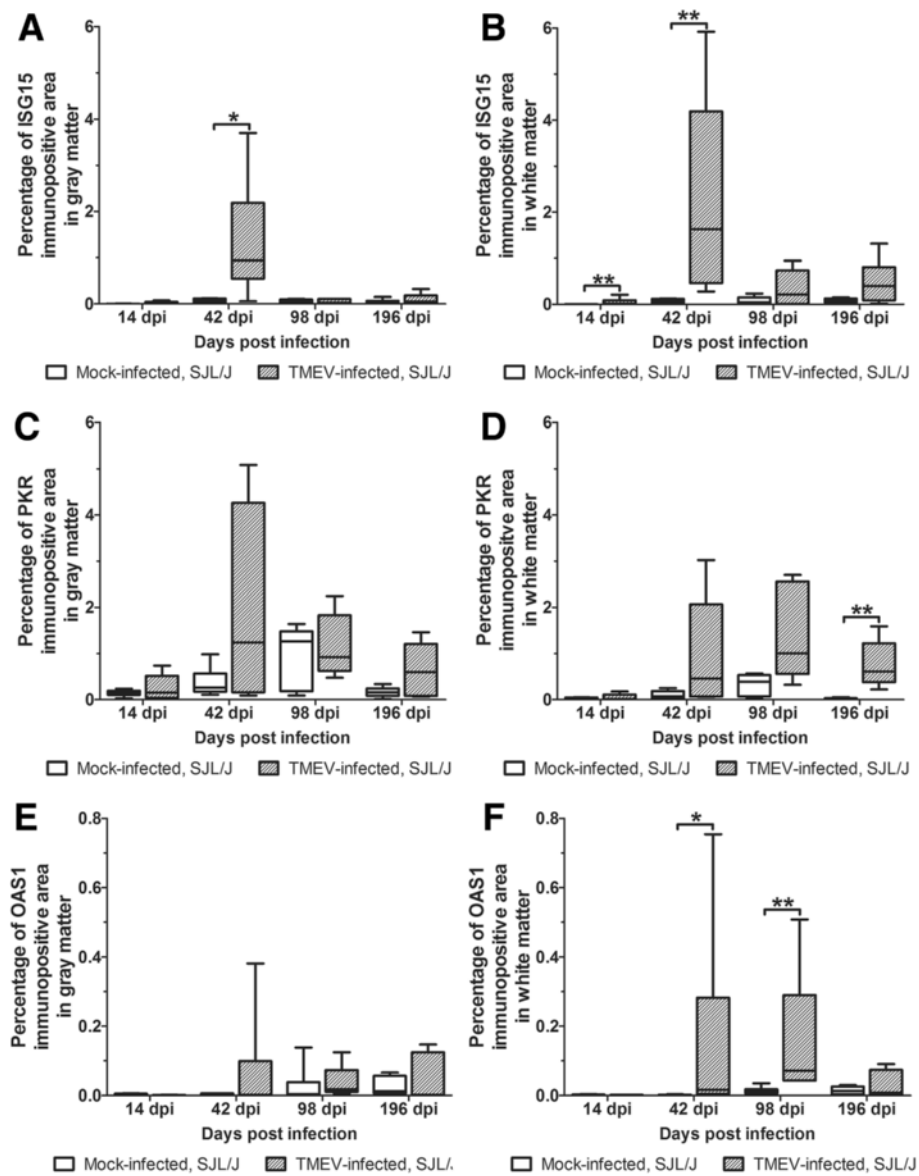 A
Percentage of ISG15
immunopositive area
in gray matter
6
4
2
0
*
14 dpi 42 dpi 98 dpi 196 dpi
Days post infection
Mock-infected, SJL/J TMEV-infected, SJL/J
B
Percentage of ISG15
immunopositive area
in white matter
6
4
2
0
**
**
14 dpi 42 dpi 98 dpi 196 dpi
Days post infection
Mock-infected, SJL/J TMEV-infected, SJL/J
C
Percentage of PKR
immunopositive area
in gray matter
6
4
2
0
14 dpi 42 dpi 98 dpi 196 dpi
Days post infection
Mock-infected, SJL/J TMEV-infected, SJL/J
D
Percentage of PKR
immunopositve area
in white matter
6
4
2
0
**
14 dpi 42 dpi 98 dpi 196 dpi
Days post infection
Mock-infected, SJL/J TMEV-infected, SJL/J
E
Percentage of OAS1
immunopositive area
in gray matter
0.8
0.6
0.4
0.2
0.0
14 dpi 42 dpi 98 dpi 196 dpi
Days post infection
Mock-infected, SJL/J TMEV-infected, SJL/.
F
Percentage of OAS1
immunopositive area
in white matter
0.8
0.6
0.4
0.2
0.0
*
**
14 dpi 42 dpi 98 dpi 196 dpi
Days post infection
Mock-infected, SJL/J TMEV-infected, SJL/J